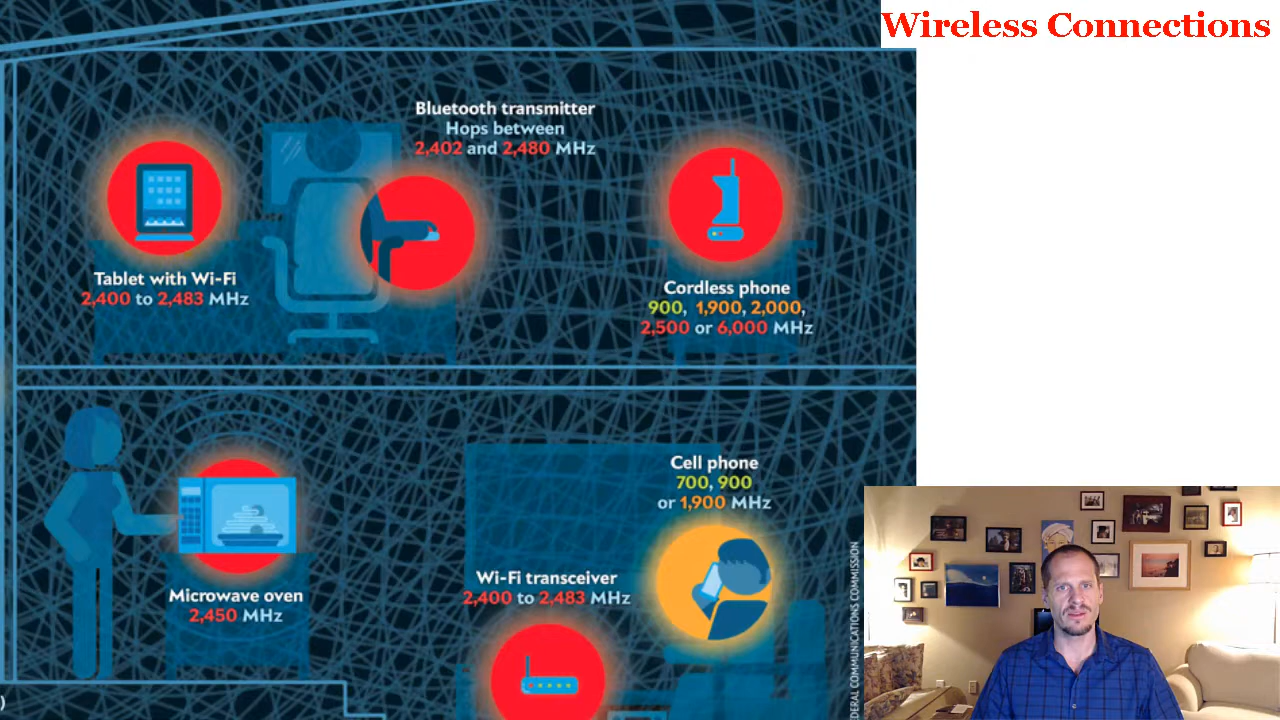 Wireless Connections
Bluetooth transmitter
Hops between
2,402 and 2,480 MHz
Tablet with Wi-Fi
2,400 to 2,483 MHz
Cordless phone
900, 1,900, 2,000,
2,500 or 6,000 MHz
Cell phone
700, 900
or 1,900 MHz
Wi-Fi transceiver
2,400 to 2,483 MHz
Microwave oven
2,450 MHz
COMMUNICATIONS COMMISSION
)